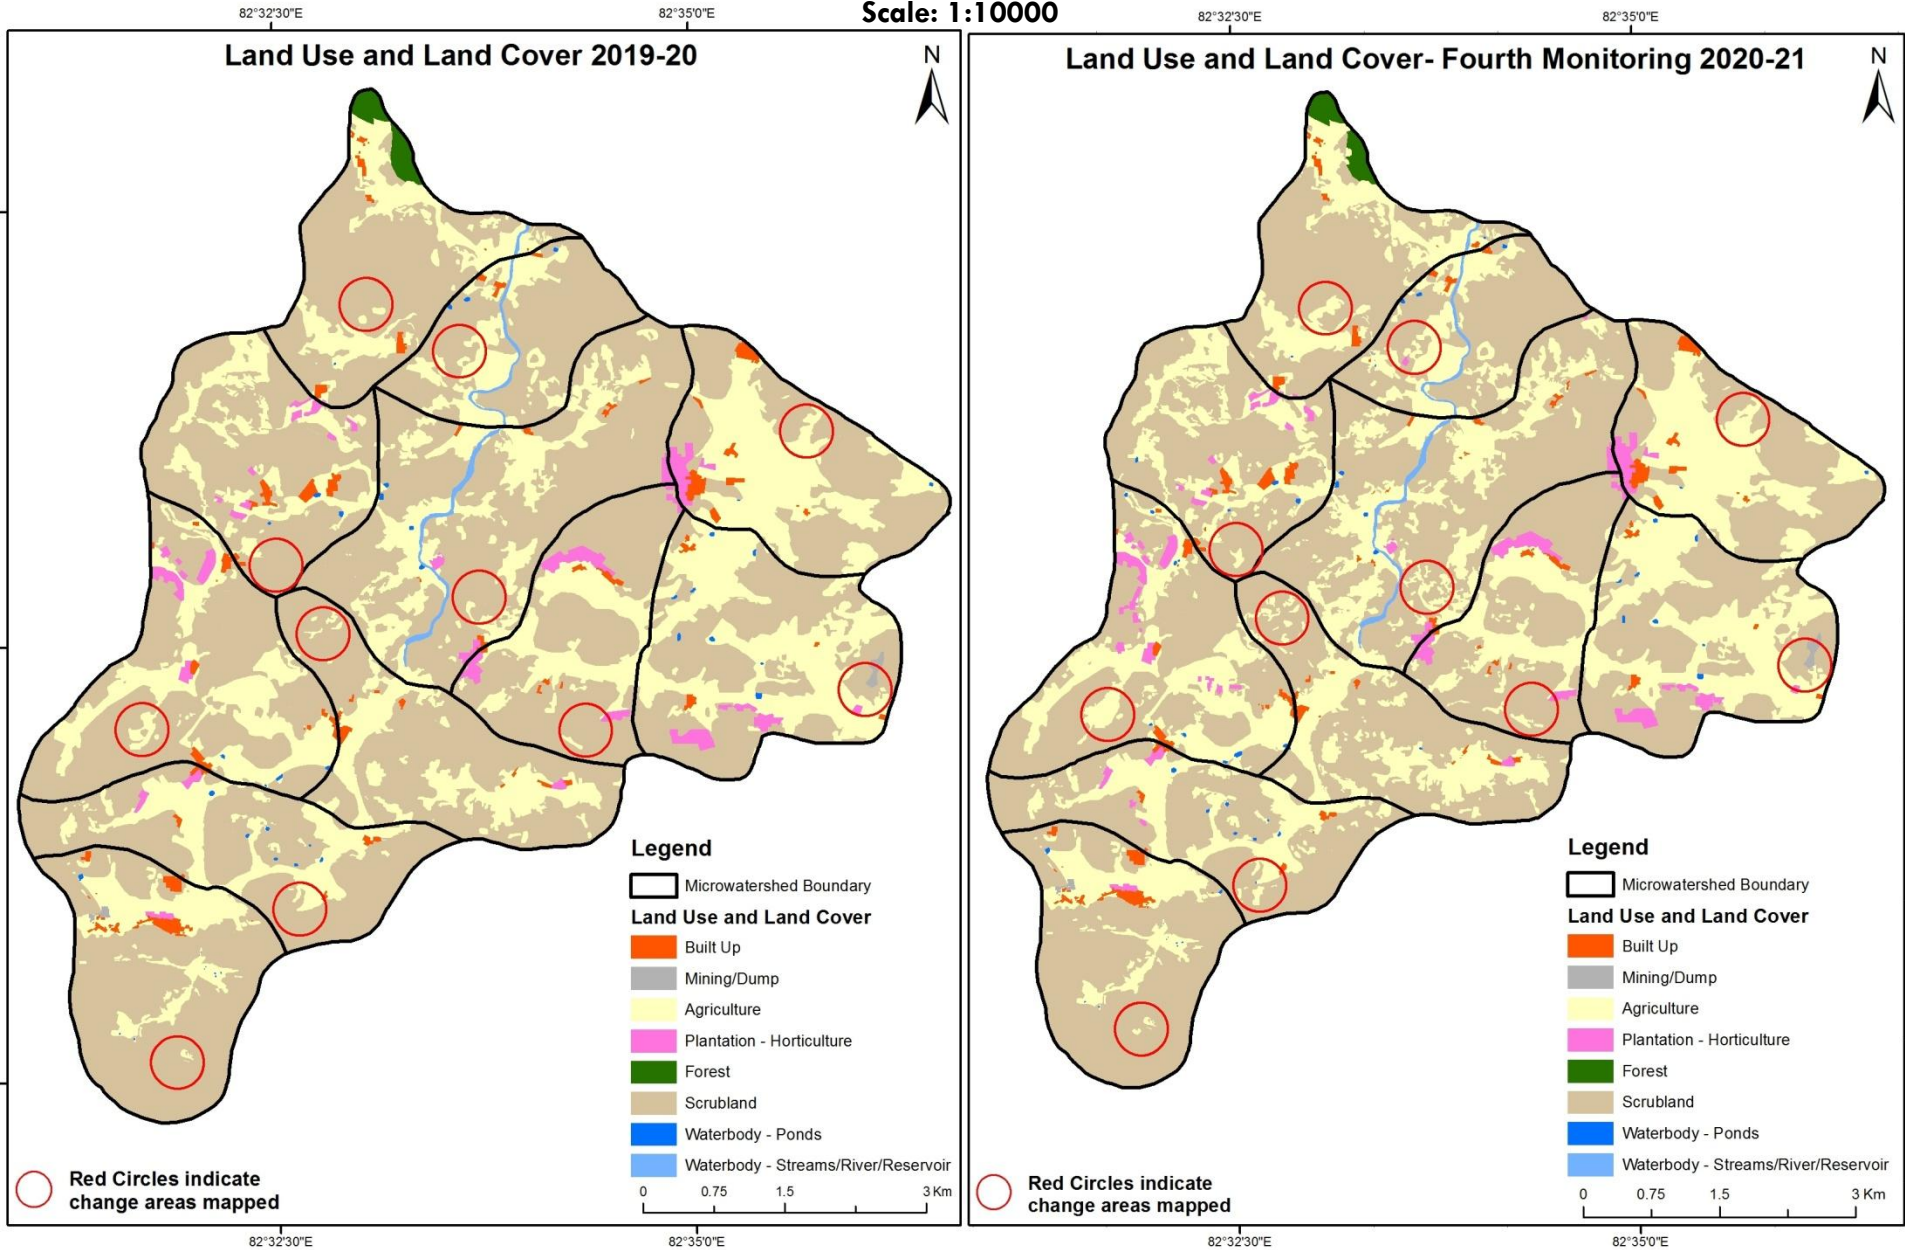 Scale: 1:10000
82°32'30"E
82°35'0"E
Land Use and Land Cover 2019-20
N
Legend
Microwatershed Boundary
Land Use and Land Cover
Built Up
Mining/Dump
Agriculture
Plantation - Horticulture
Forest
Scrubland
Waterbody - Ponds
Waterbody - Streams/River/Reservoir
Red Circles indicate
change areas mapped
0 0.75 1.5 3 Km
82°32'30"E
82°35'0"E
82°32'30"E
82°35'0"E
Land Use and Land Cover- Fourth Monitoring 2020-21
N
Legend
Microwatershed Boundary
Land Use and Land Cover
Built Up
Mining/Dump
Agriculture
Plantation - Horticulture
Forest
Scrubland
Waterbody - Ponds
Waterbody - Streams/River/Reservoir
Red Circles indicate
change areas mapped
0 0.75 1.5 3 Km
82°32'30"E
82°35'0"E